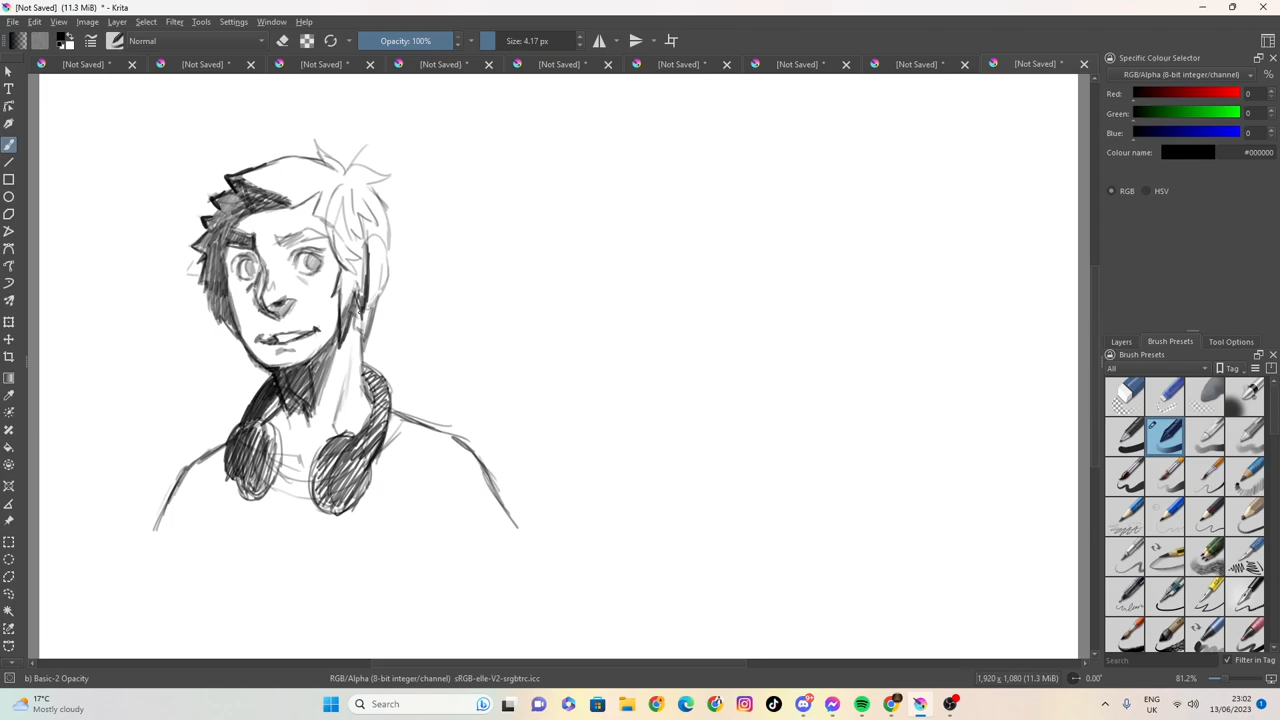 [Not Saved] (11.3 MiB) * - Krita
File Edit View Image Layer Select Filter Tools Settings Window Help
Normal Opacity: 100% Size: 4.17 px
[Not Saved] * [Not Saved] * [Not Saved] * [Not Saved] * [Not Saved] * [Not Saved] * [Not Saved] * [Not Saved] * [Not Saved] *
Specific Colour Selector
RGB/Alpha (8-bit integer/channel) %
Red: 0
Green: 0
Blue: 0
Colour name: #000000
RGB HSV
Layers Brush Presets Tool Options
Brush Presets
All Tag
Search Filter in Tag
b) Basic-2 Opacity RGB/Alpha (8-bit integer/channel) sRGB-elle-V2-srgbtrc.icc 1,920 x 1,080 (11.3 MiB) 0.00° 81.2%
17°C
Mostly cloudy
Search
ENG
UK
23:02
13/06/2023